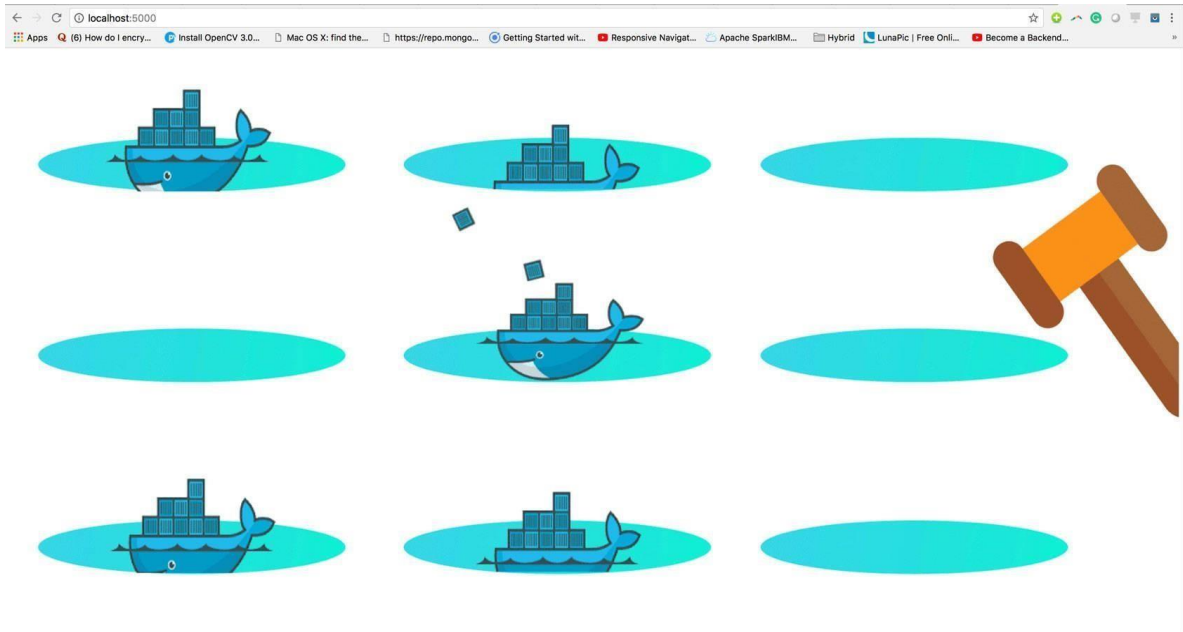 localhost:5000
Apps (6) How do I encry... Install OpenCV 3.0... Mac OS X: find the... https://repo.mongo... Getting Started wit... Responsive Navigat... Apache SparkIBM... Hybrid LunaPic | Free Onli... Become a Backend... »